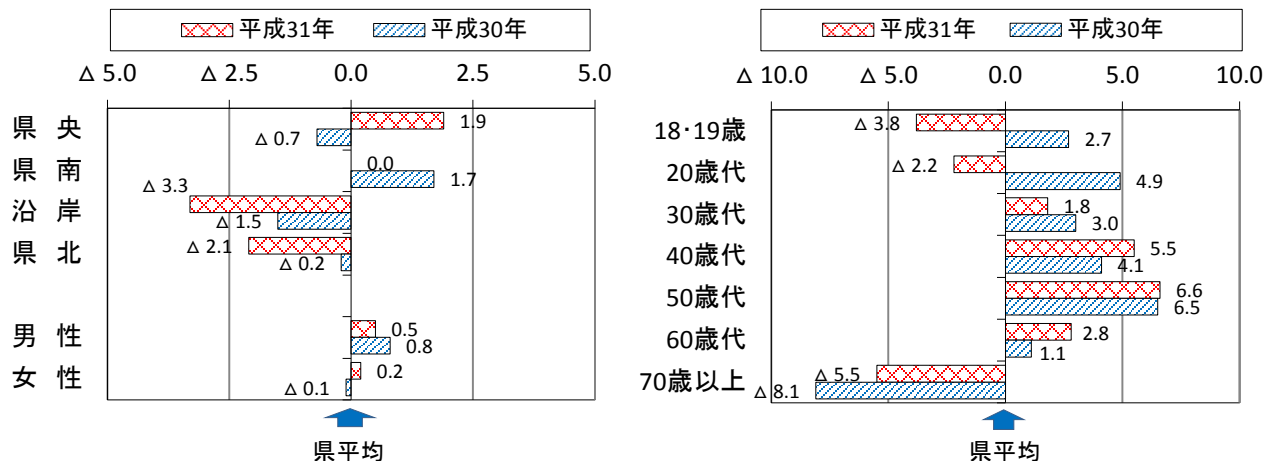 平成31年 平成30年
△ 5.0 △ 2.5 0.0 2.5 5.0
県 央 1.9
△ 0.7
県 南 0.0
1.7
沿 岸 △ 3.3
△ 1.5
県 北 △ 2.1
△ 0.2
男 性 0.5
0.8
女 性 0.2
△ 0.1
県平均
平成31年 平成30年
△ 10.0 △ 5.0 0.0 5.0 10.0
18・19歳 △ 3.8
2.7
20歳代 △ 2.2
4.9
30歳代 1.8
3.0
40歳代 5.5
4.1
50歳代 6.6
6.5
60歳代 2.8
1.1
70歳以上 △ 5.5
△ 8.1
県平均